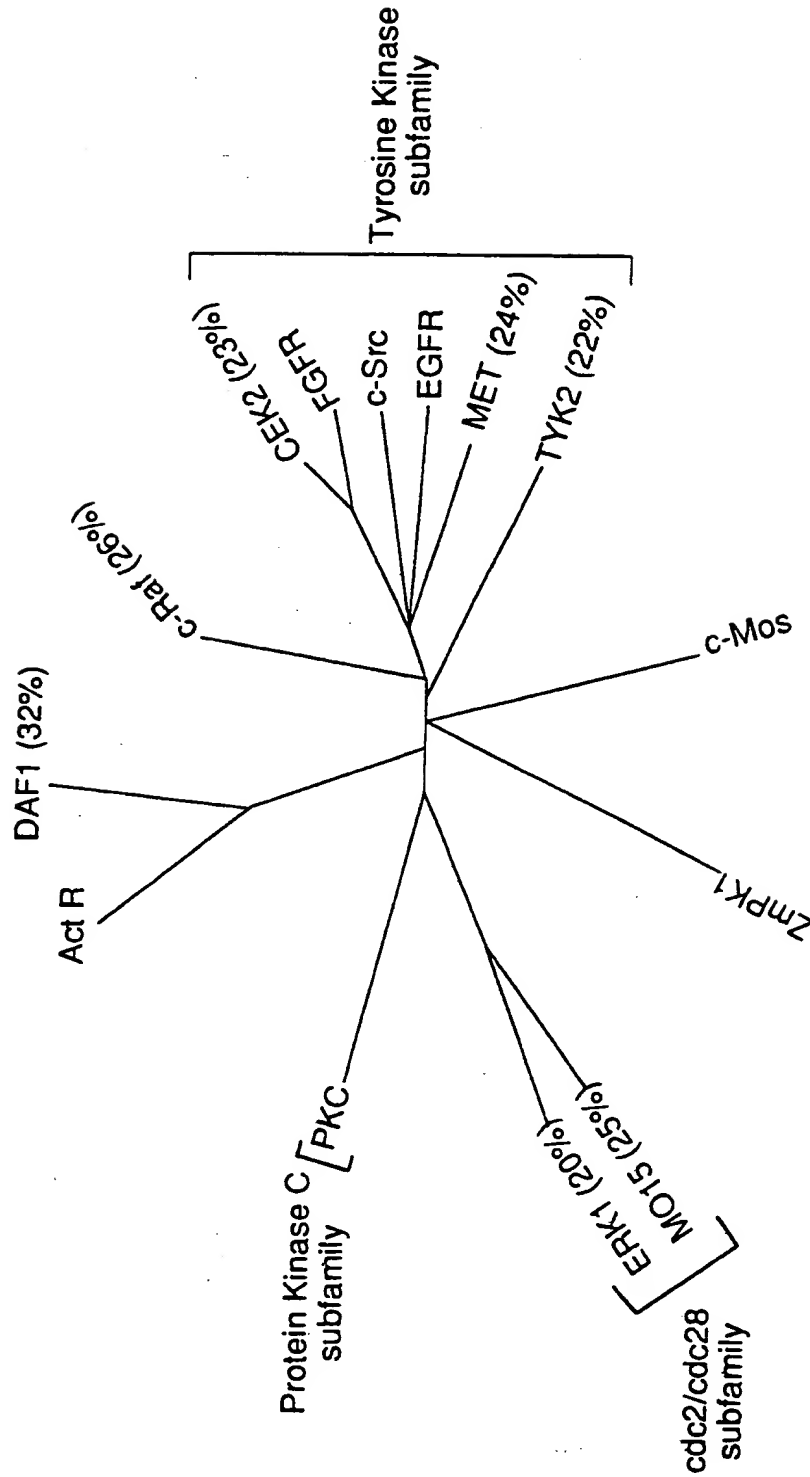 DAF1 (32%)
Act R
c-Raf (26%)
CEK2 (23%)
FGFR
c-Src
EGFR
MET (24%)
TYK2 (22%)
Tyrosine Kinase
subfamily
Protein Kinase C
subfamily
PKC
ERK1 (20%)
MO15 (25%)
cdc2/cdc28
subfamily
ZmPK1
c-Mos